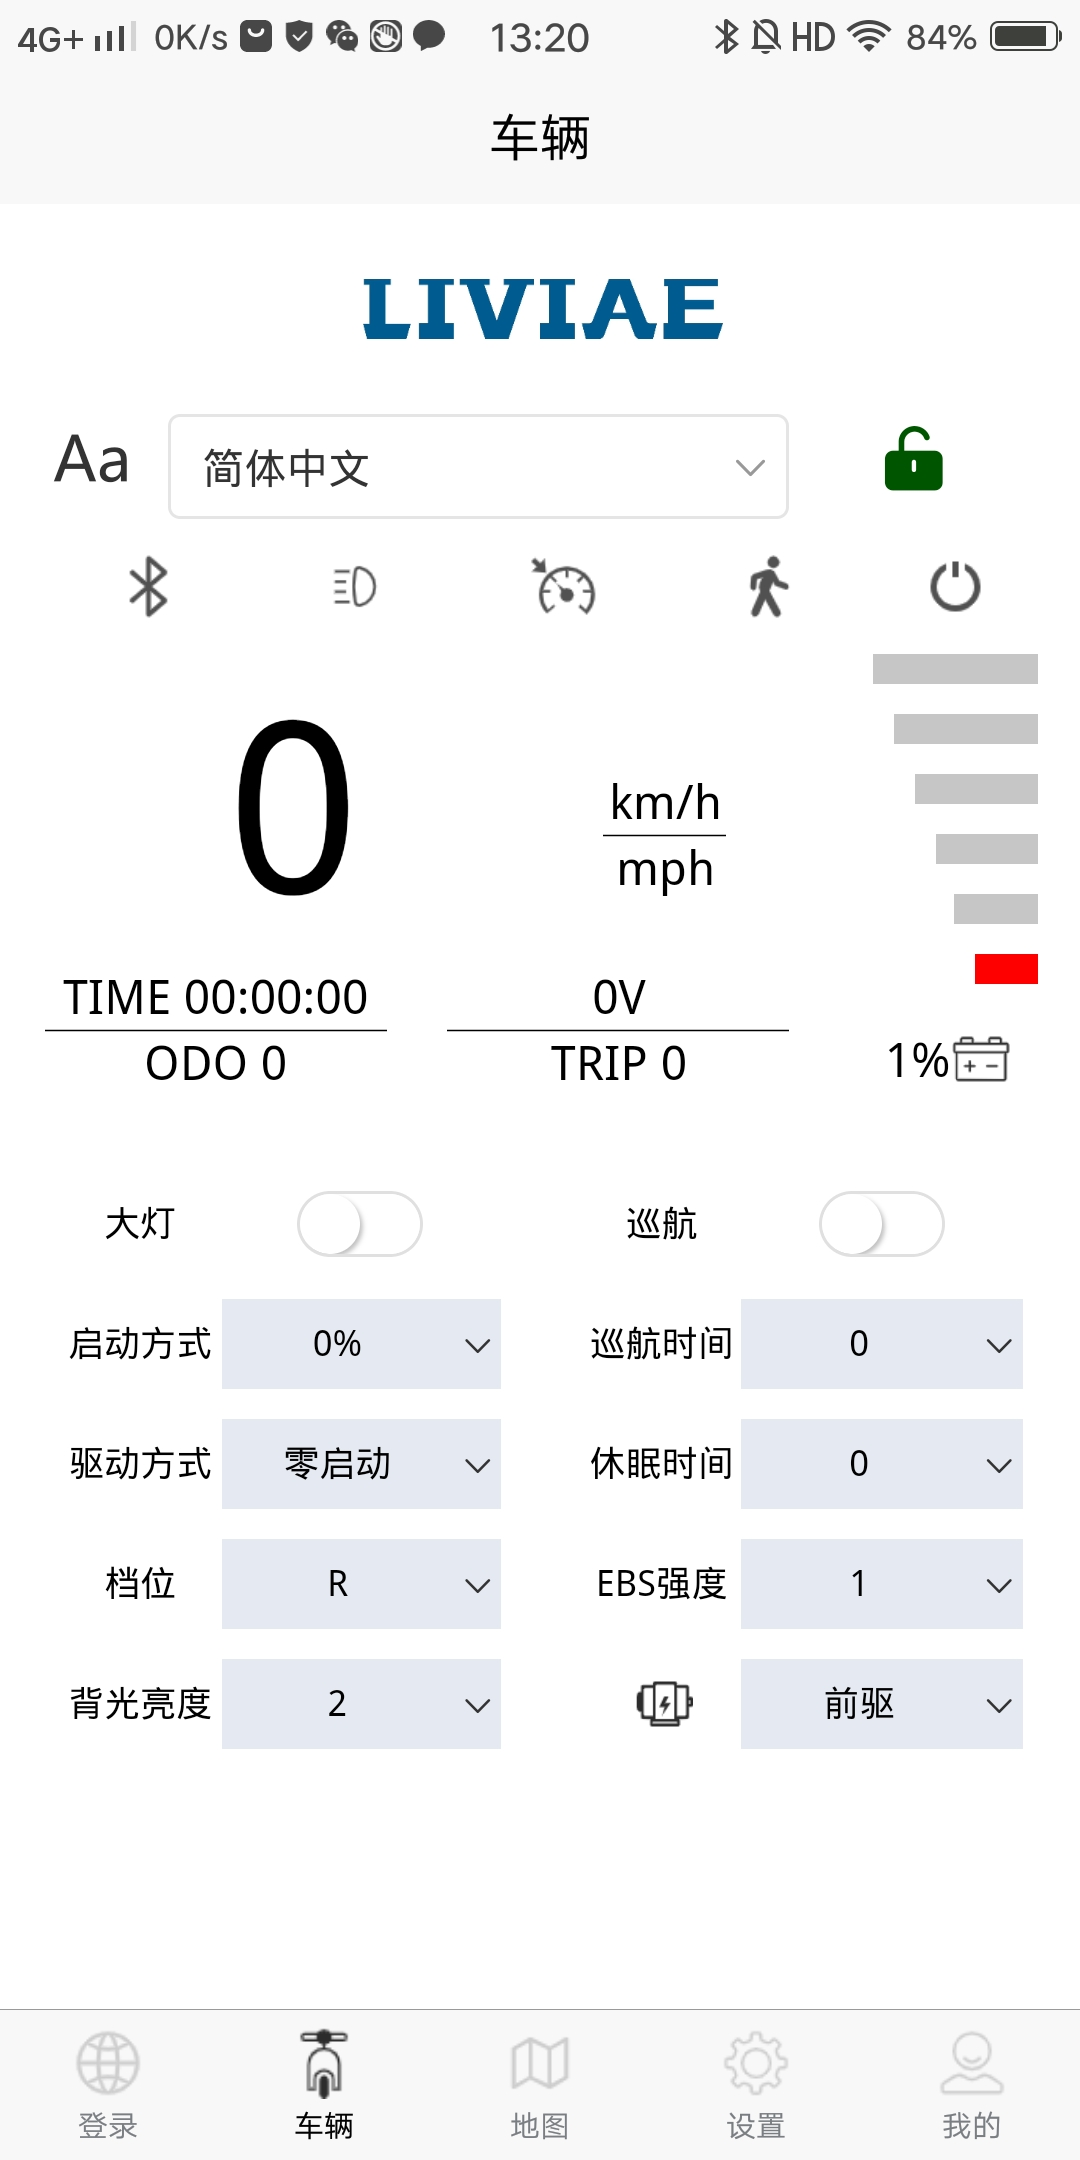 4G+ 0K/s 13:20 HD 84%
车辆
LIVIAE
Aa 简体中文
0 km/h
mph
TIME 00:00:00 0V
ODO 0 TRIP 0 1%
大灯 巡航
启动方式 0% 巡航时间 0
驱动方式 零启动 休眠时间 0
档位 R EBS强度 1
背光亮度 2 前驱
登录 车辆 地图 设置 我的